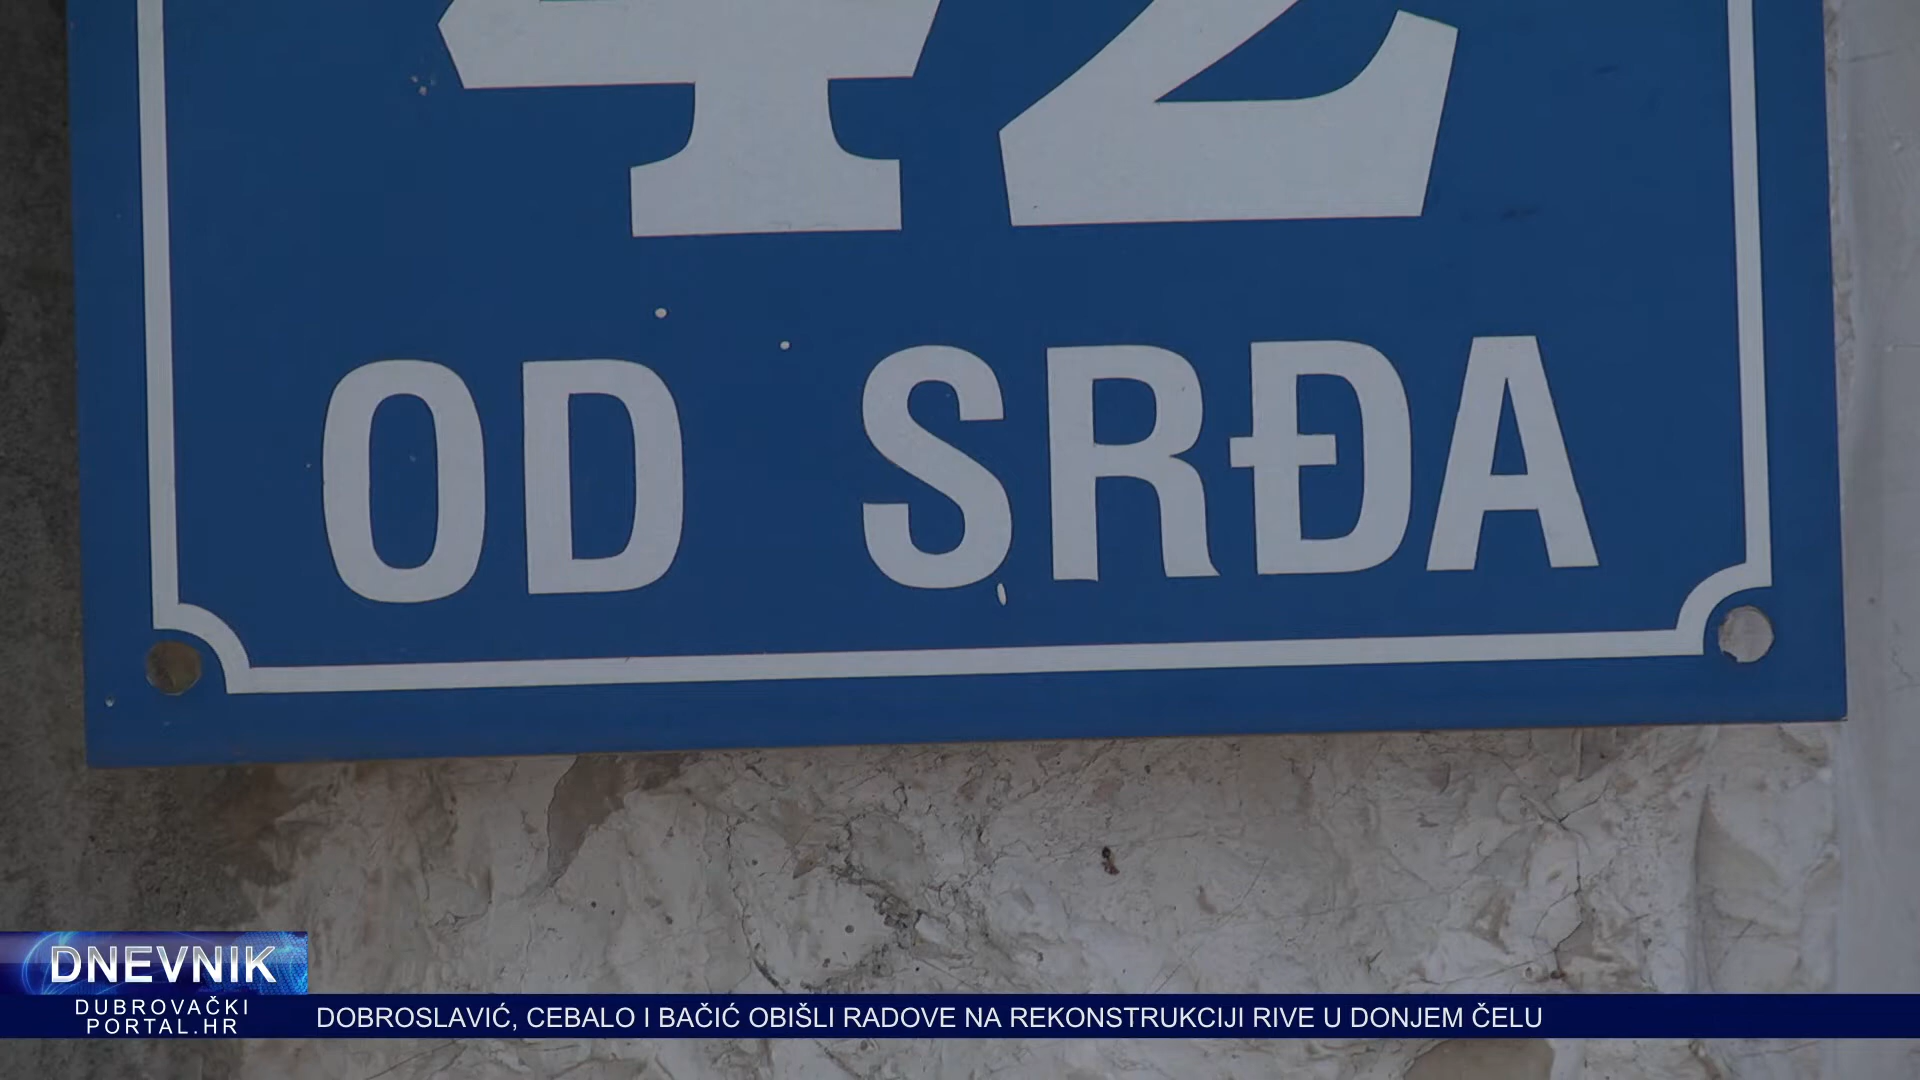 42
OD SRĐA
DNEVNIK
DUBROVAČKI
PORTAL.HR
DOBROSLAVIĆ, CEBALO I BAČIĆ OBIŠLI RADOVE NA REKONSTRUKCIJI RIVE U DONJEM ČELU